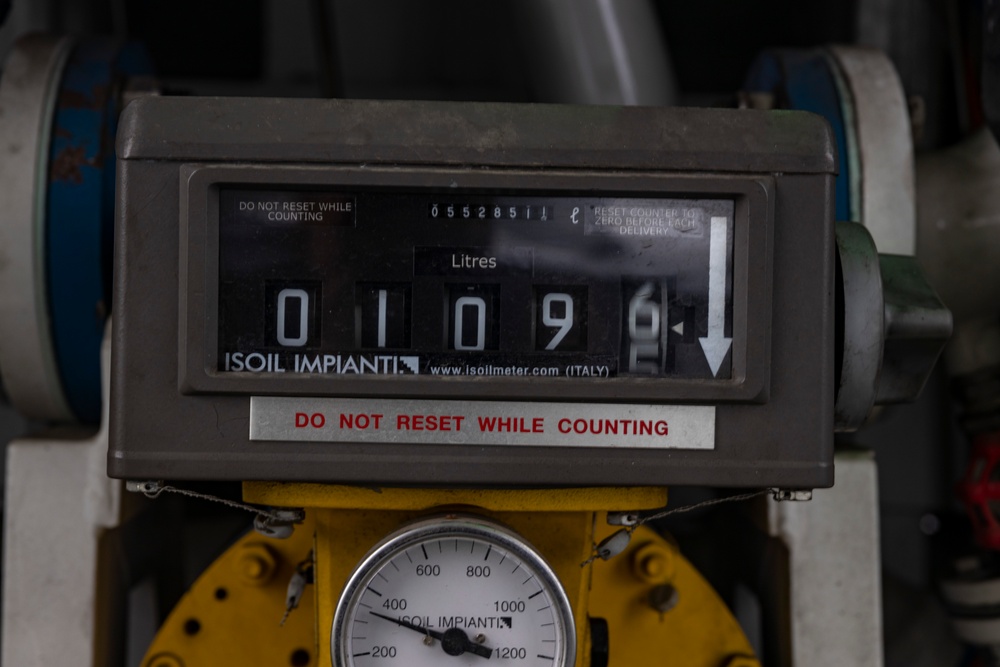 DO NOT RESET WHILE
COUNTING
05528511 ℓ
RESET COUNTER TO
ZERO BEFORE EACH
DELIVERY
Litres
0 1 0 9
ISOIL IMPIANTI
www.isoilmeter.com (ITALY)
DO NOT RESET WHILE COUNTING
600 800
400 1000
ISOIL IMPIANTI
200 1200